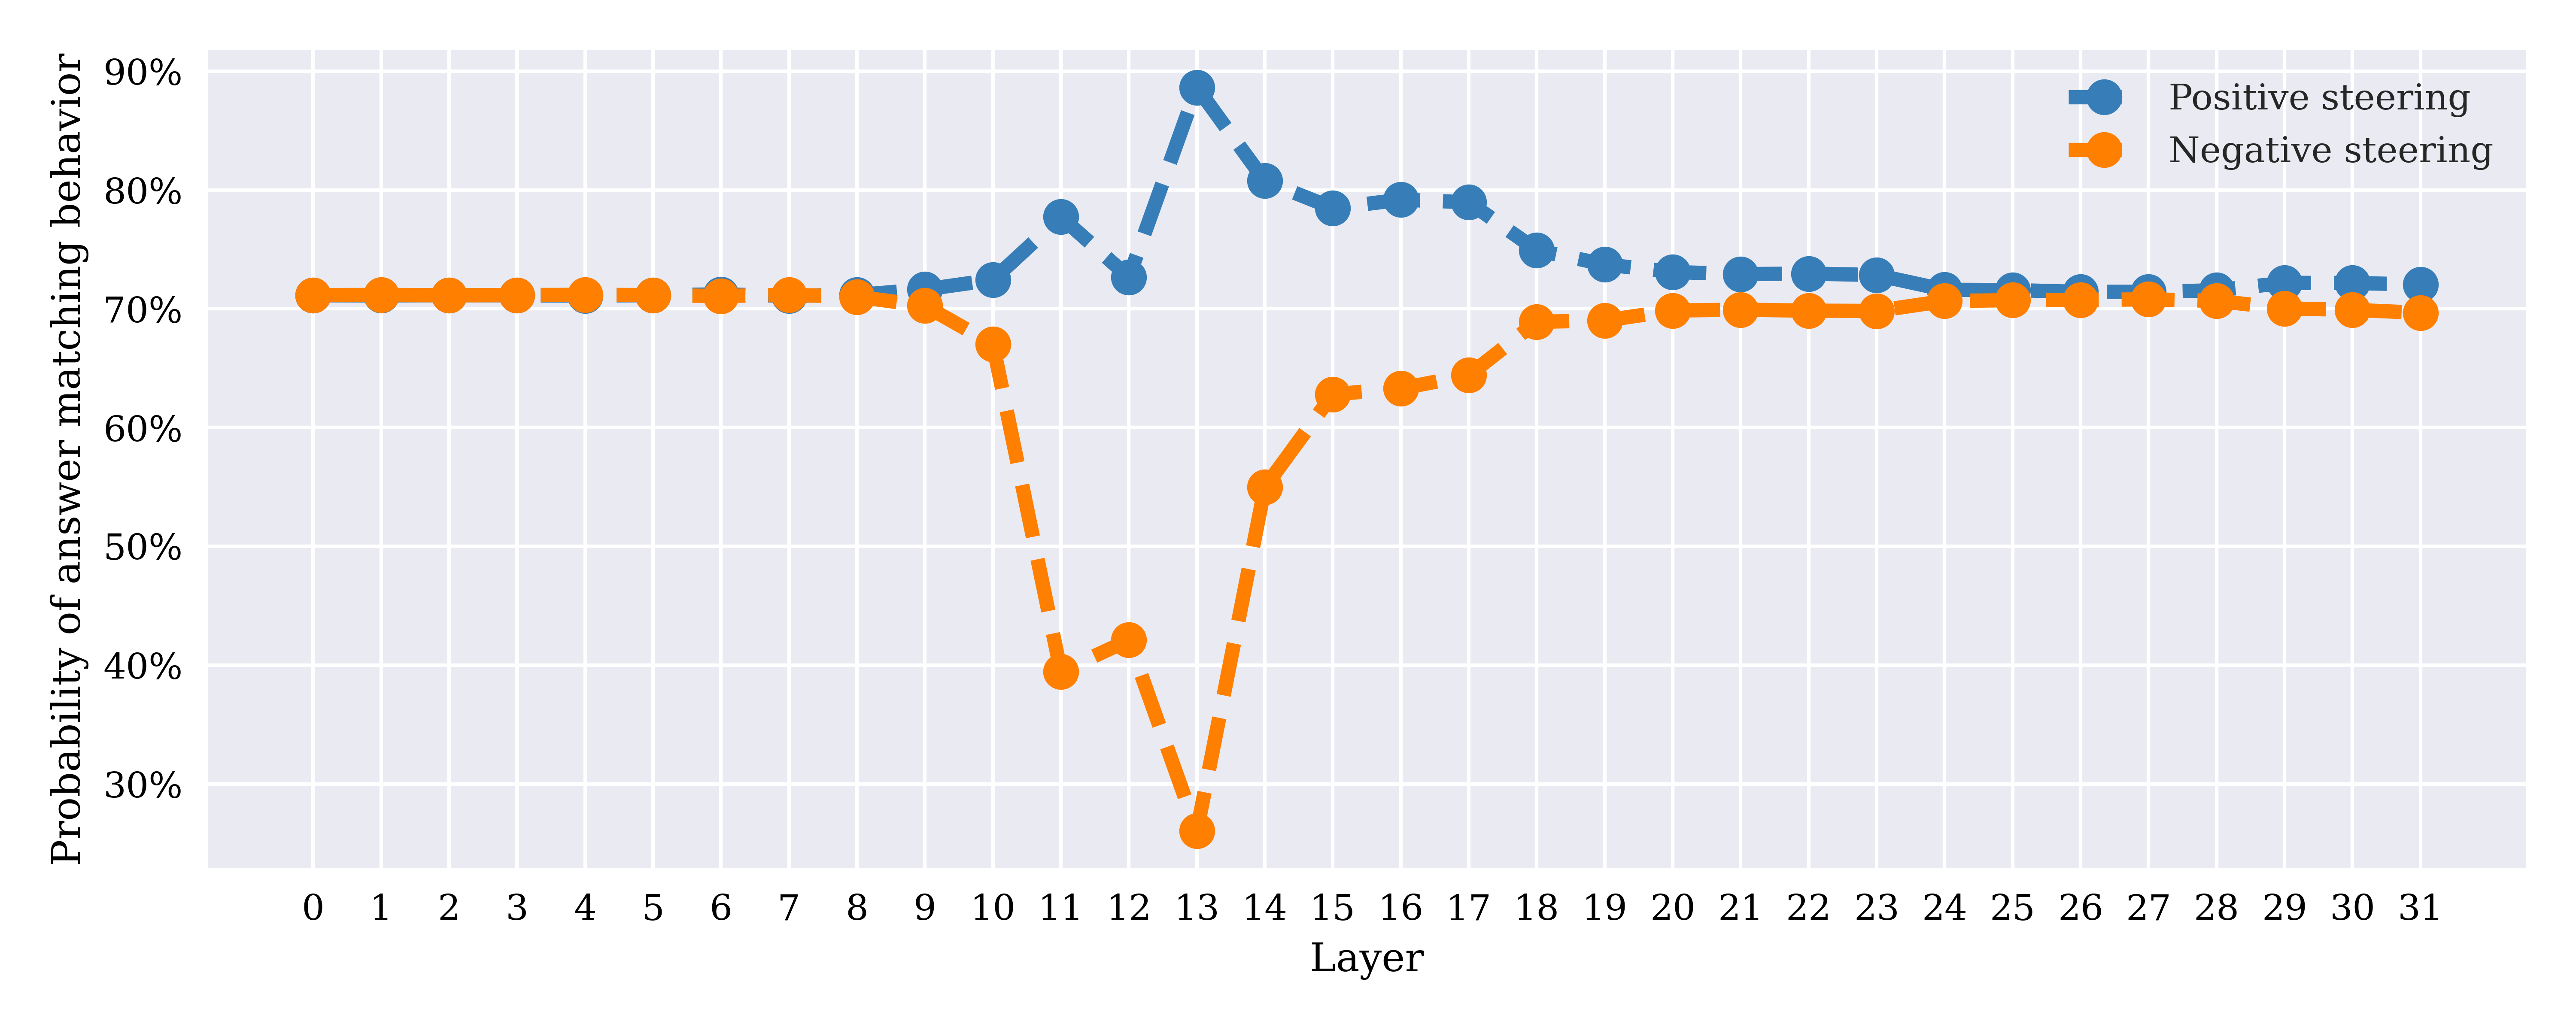 Probability of answer matching behavior
90%
80%
70%
60%
50%
40%
30%
Positive steering
Negative steering
0 1 2 3 4 5 6 7 8 9 10 11 12 13 14 15 16 17 18 19 20 21 22 23 24 25 26 27 28 29 30 31
Layer